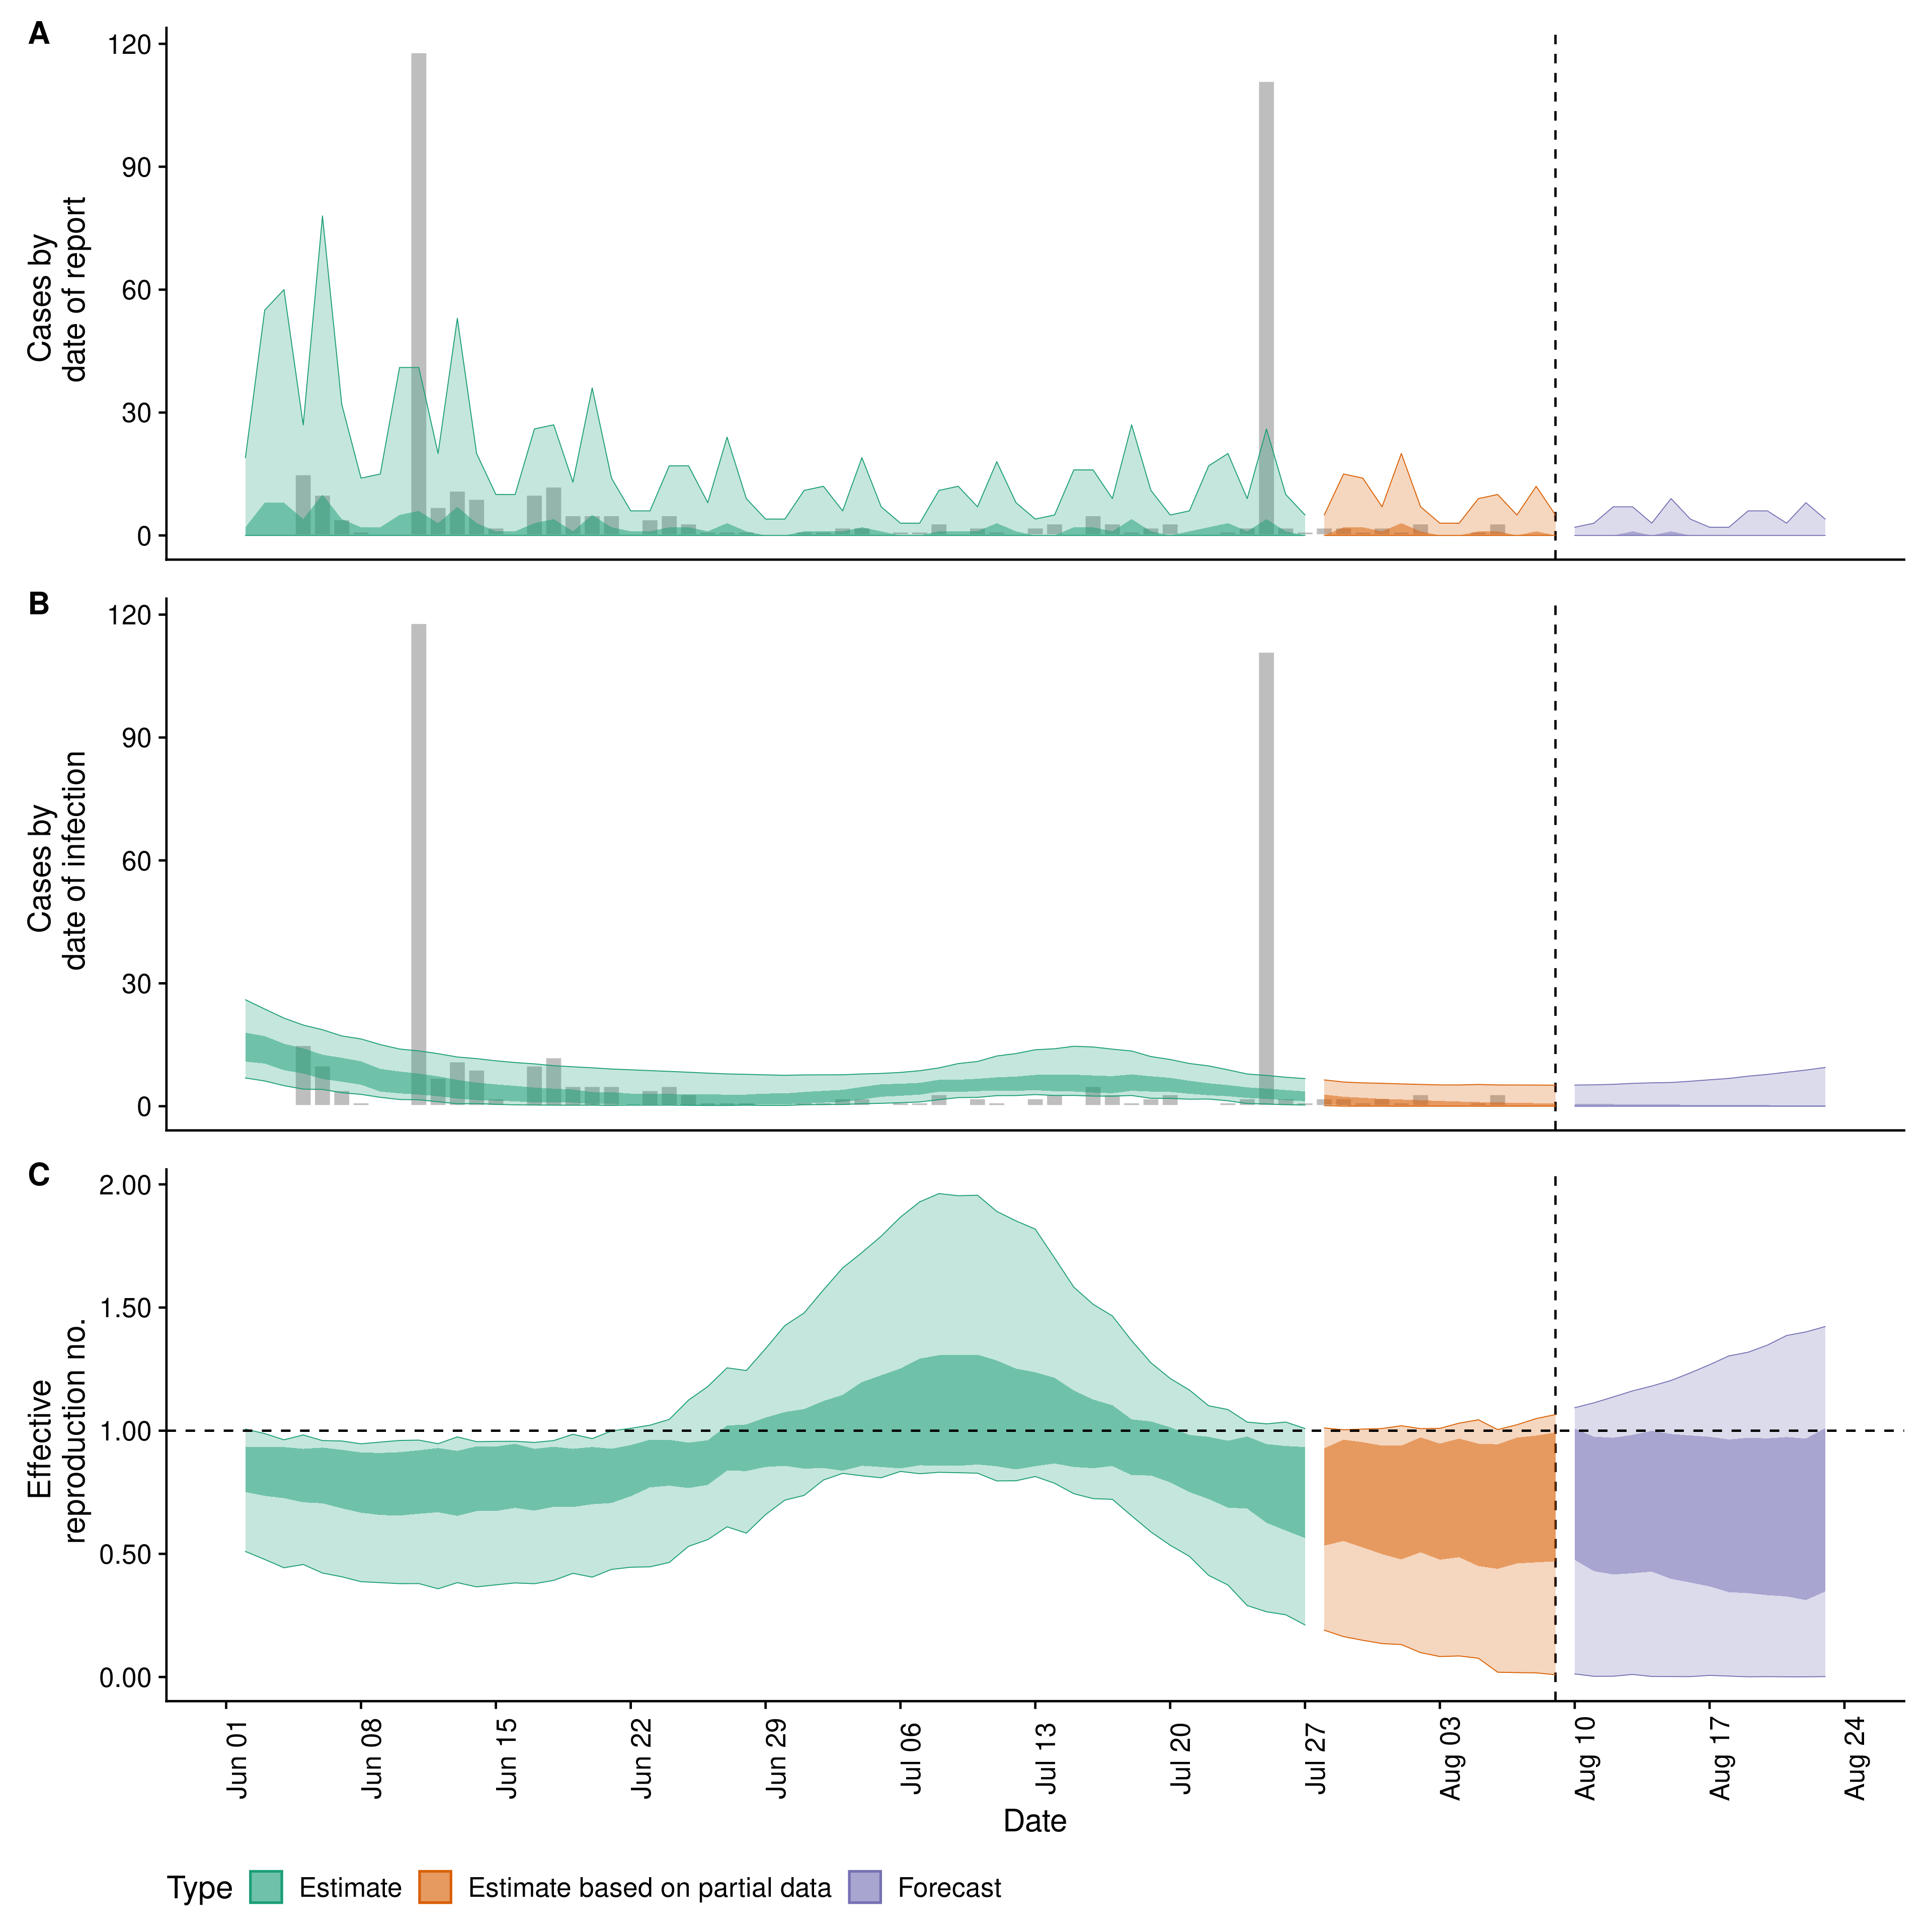 A
120
90
60
30
0
Cases by
date of report
B
120
90
60
30
0
Cases by
date of infection
C
2.00
1.50
1.00
0.50
0.00
Effective
reproduction no.
Jun 01
Jun 08
Jun 15
Jun 22
Jun 29
Jul 06
Jul 13
Jul 20
Jul 27
Aug 03
Aug 10
Aug 17
Aug 24
Date
Type Estimate Estimate based on partial data Forecast